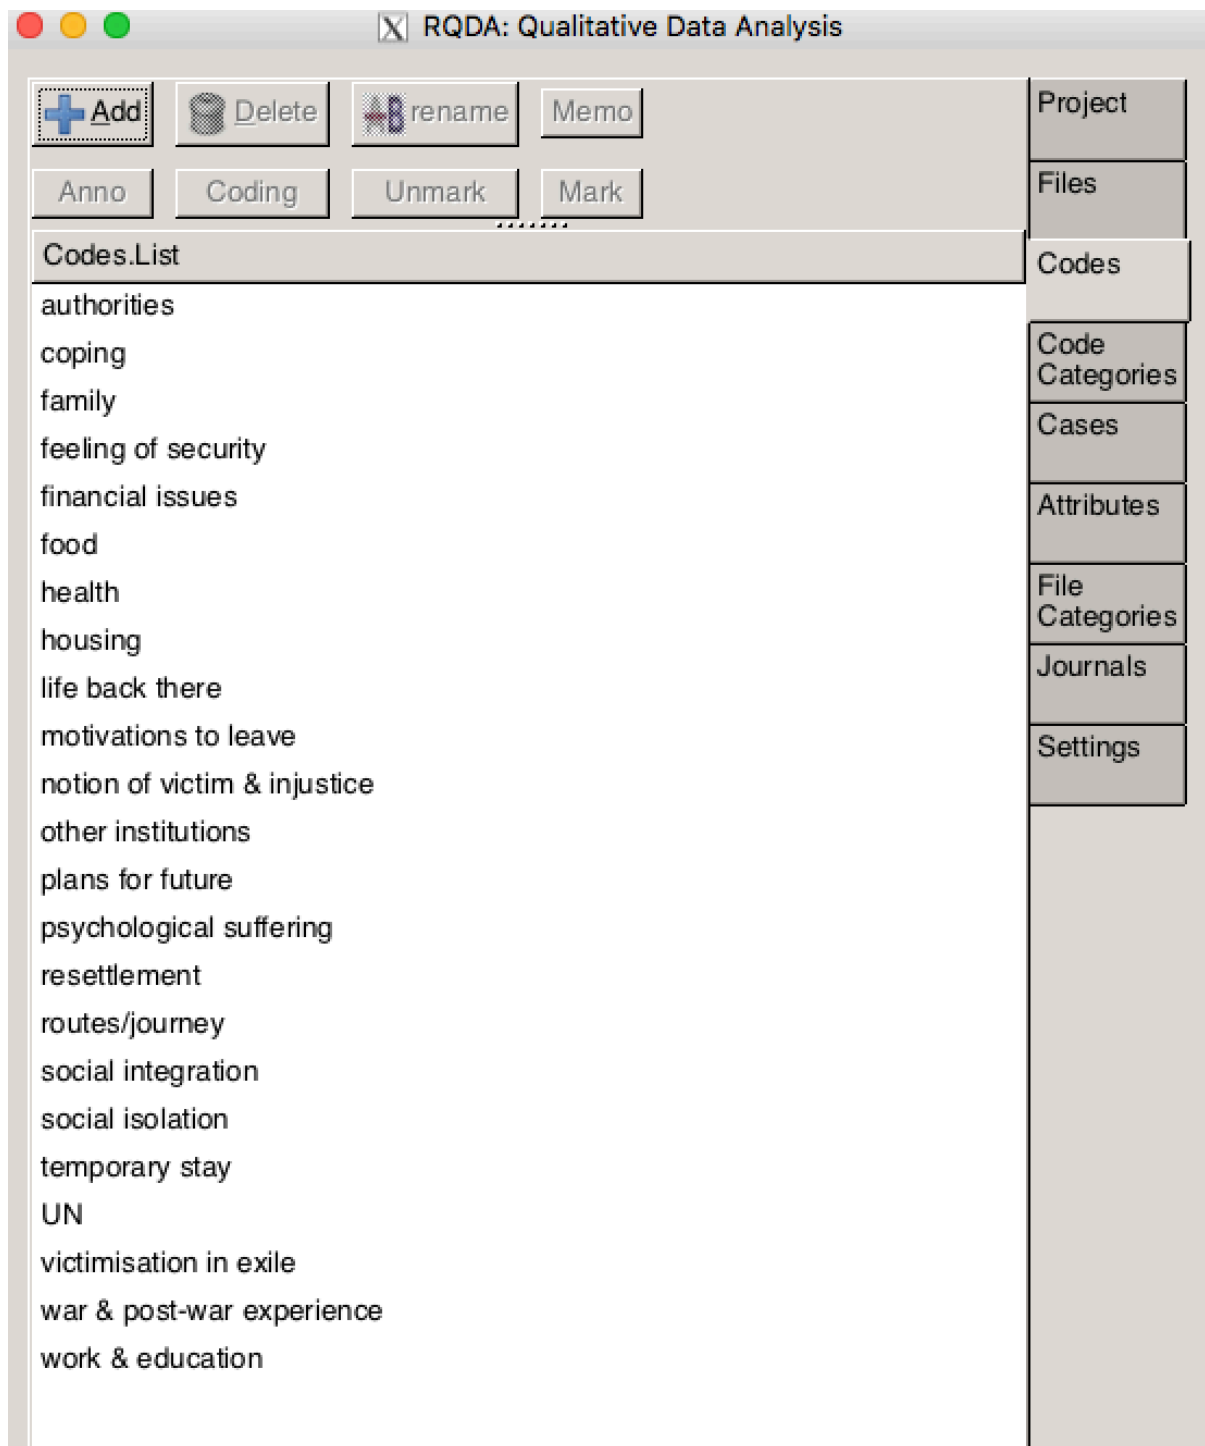 RQDA: Qualitative Data Analysis
Add Delete rename Memo
Anno Coding Unmark Mark
Codes.List
authorities
coping
family
feeling of security
financial issues
food
health
housing
life back there
motivations to leave
notion of victim & injustice
other institutions
plans for future
psychological suffering
resettlement
routes/journey
social integration
social isolation
temporary stay
UN
victimisation in exile
war & post-war experience
work & education
Project
Files
Codes
Code
Categories
Cases
Attributes
File
Categories
Journals
Settings